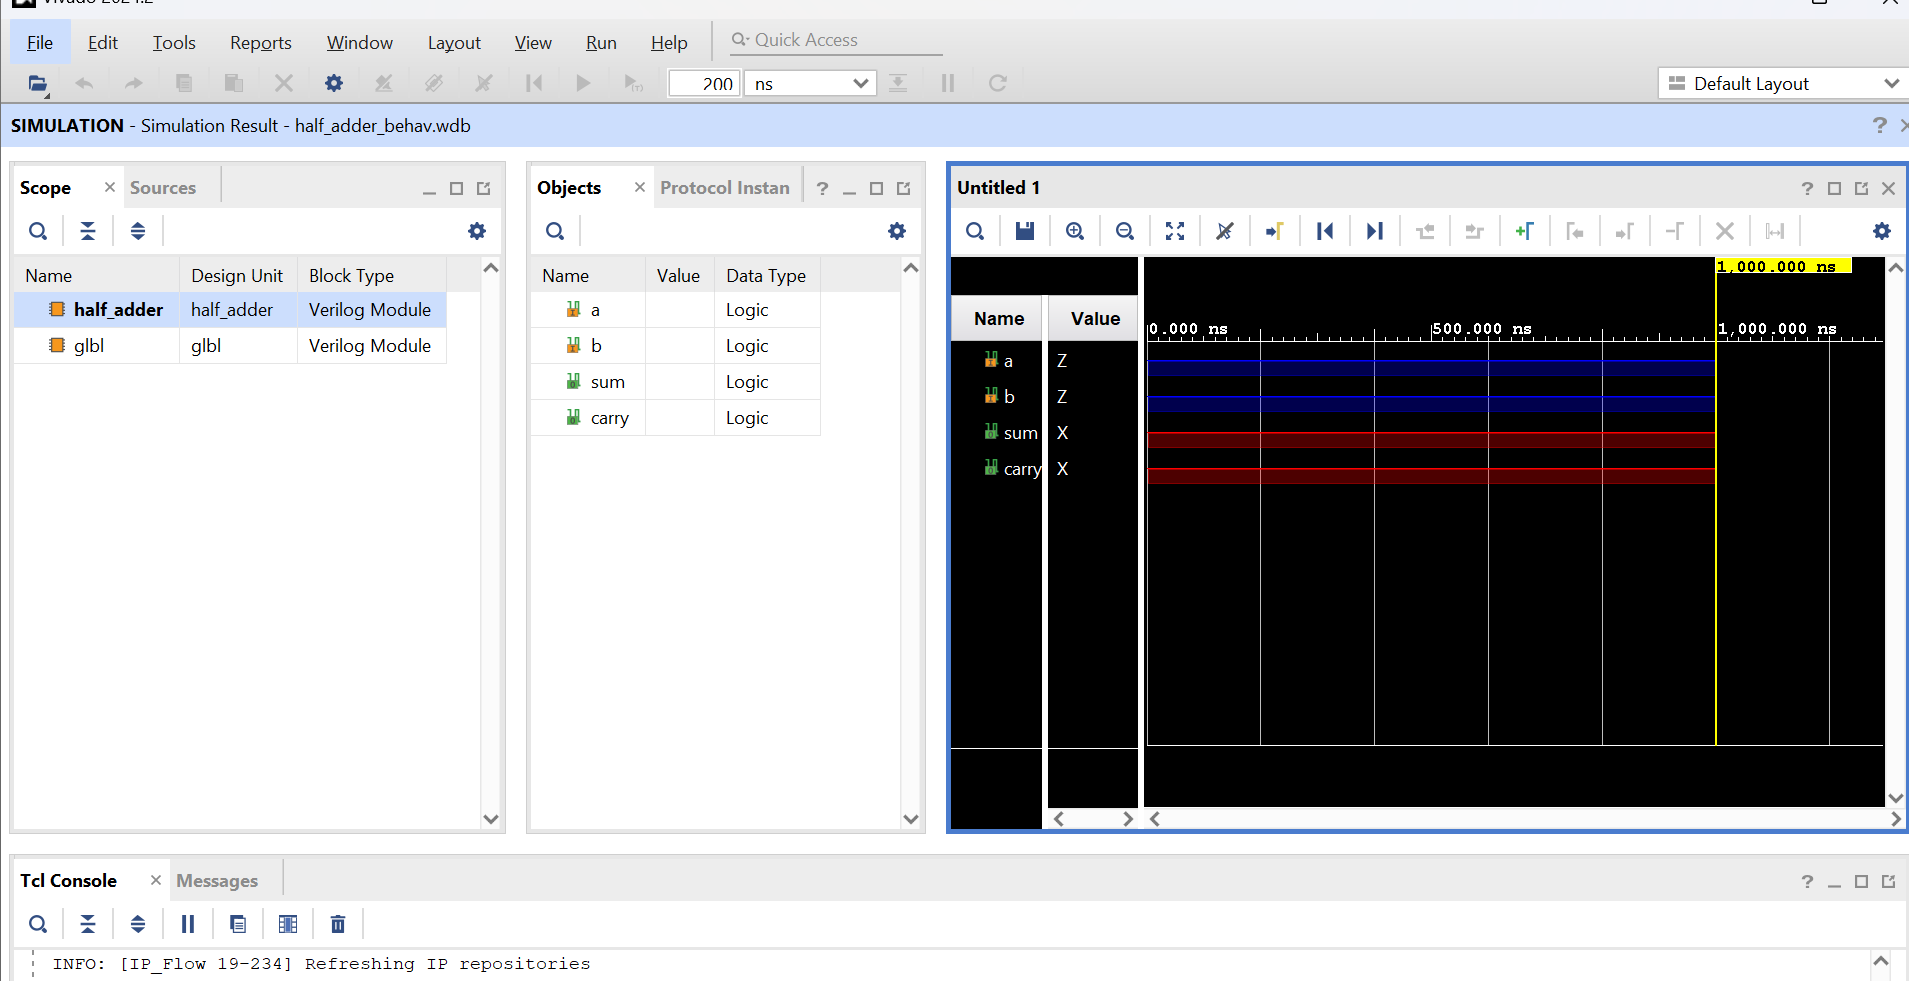 Vivado 2024.2
File Edit Tools Reports Window Layout View Run Help Quick Access
200 ns Default Layout
SIMULATION - Simulation Result - half_adder_behav.wdb ?
Scope Sources
Name Design Unit Block Type
half_adder half_adder Verilog Module
glbl glbl Verilog Module
Objects Protocol Instan ?
Name Value Data Type
a Logic
b Logic
sum Logic
carry Logic
Untitled 1 ?
1,000.000 ns
Name Value
0.000 ns 500.000 ns 1,000.000 ns
a Z
b Z
sum X
carry X
Tcl Console Messages ?
INFO: [IP_Flow 19-234] Refreshing IP repositories